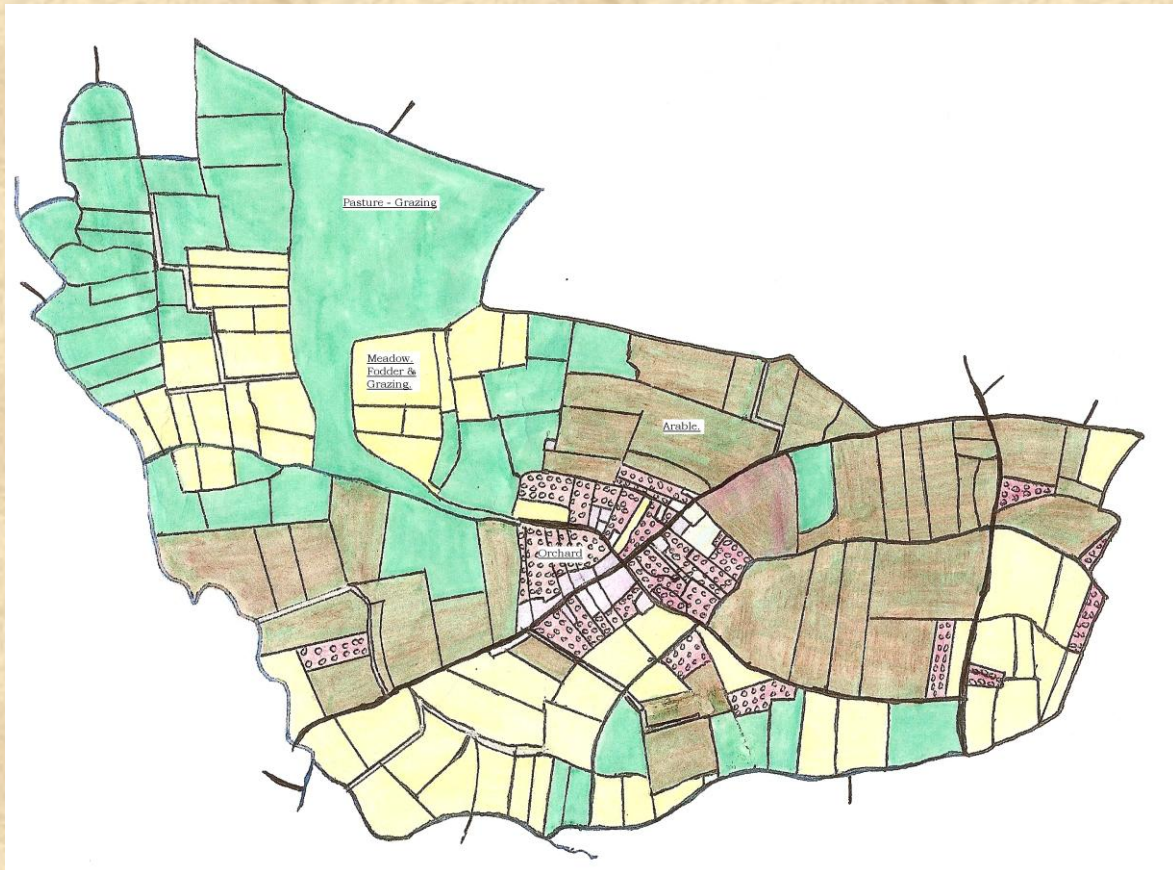 Pasture - Grazing
Meadow.
Fodder &
Grazing.
Arable.
Orchard